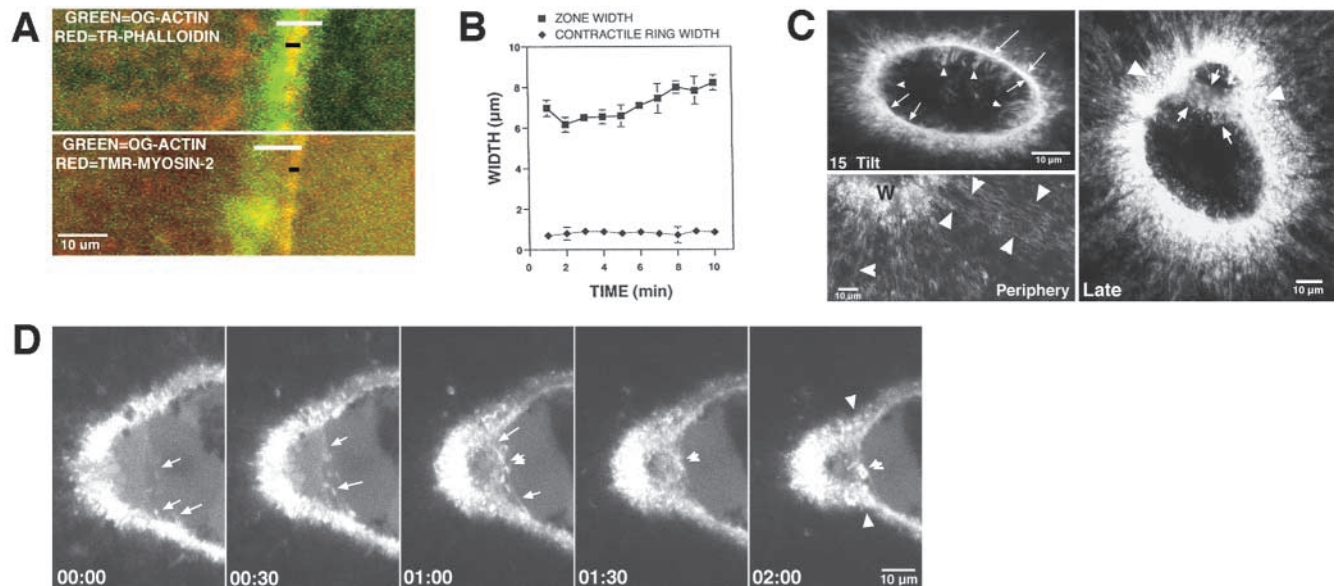 A
GREEN=OG-ACTIN
RED=TR-PHALLOIDIN
GREEN=OG-ACTIN
RED=TMR-MYOSIN-2
10 um
B
ZONE WIDTH
CONTRACTILE RING WIDTH
WIDTH (µm)
10
8
6
4
2
0
0
2
4
6
8
10
TIME (min)
C
15 Tilt
10 µm
W
10 µm
Periphery
Late
10 µm
D
00:00
00:30
01:00
01:30
02:00
10 µm